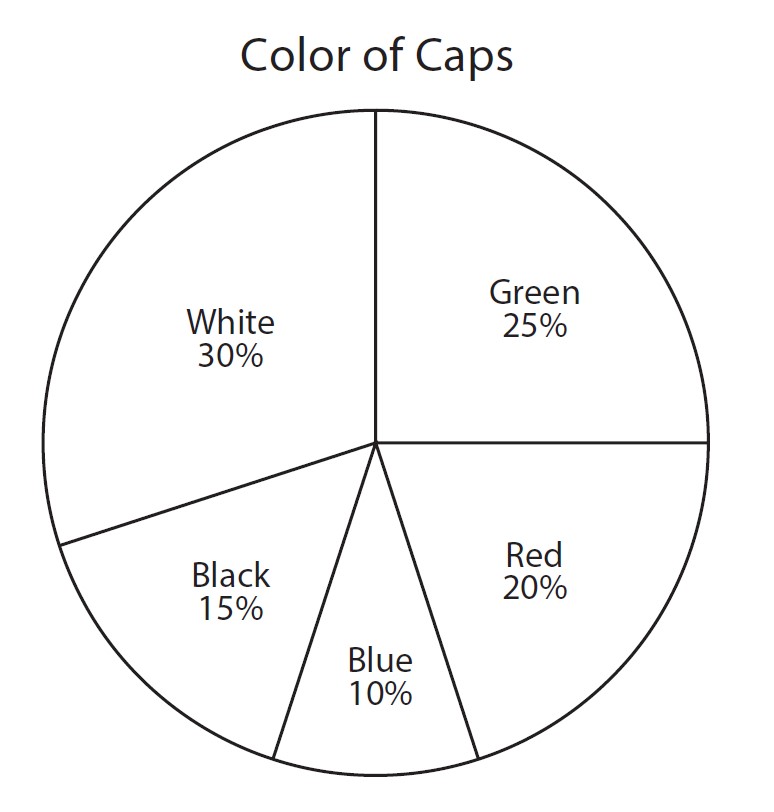 Color of Caps
White
30%
Green
25%
Black
15%
Blue
10%
Red
20%